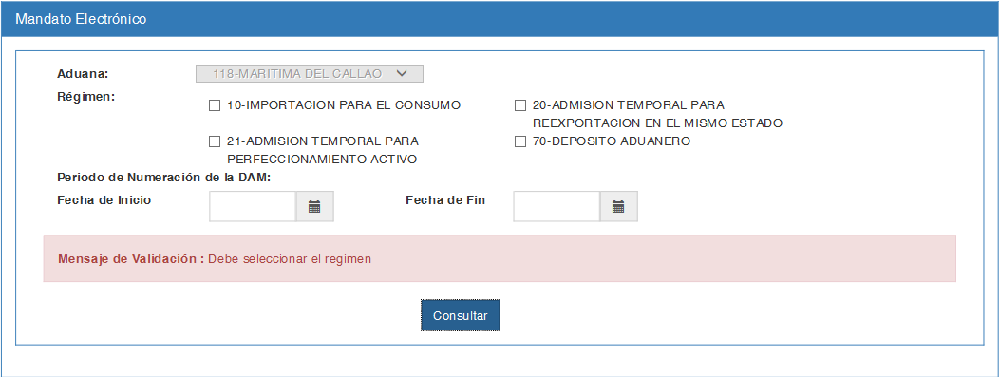 Mandato Electrónico
Aduana:
118-MARITIMA DEL CALLAO
Régimen:
10-IMPORTACION PARA EL CONSUMO
20-ADMISION TEMPORAL PARA
REEXPORTACION EN EL MISMO ESTADO
21-ADMISION TEMPORAL PARA
PERFECCIONAMIENTO ACTIVO
70-DEPOSITO ADUANERO
Periodo de Numeración de la DAM:
Fecha de Inicio
Fecha de Fin
Mensaje de Validación : Debe seleccionar el regimen
Consultar